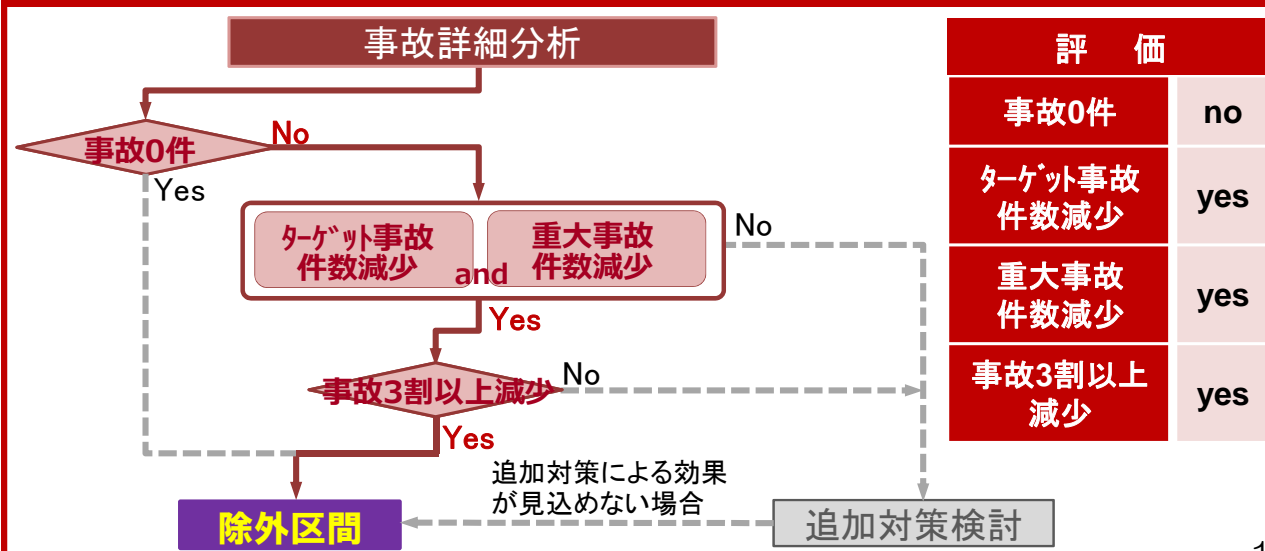 事故詳細分析
事故0件
No
Yes
ﾀｰｹﾞｯﾄ事故
件数減少
and
重大事故
件数減少
No
Yes
事故3割以上減少
No
Yes
追加対策による効果
が見込めない場合
除外区間
追加対策検討
評 価
事故0件 no
ﾀｰｹﾞｯﾄ事故
件数減少 yes
重大事故
件数減少 yes
事故3割以上
減少 yes